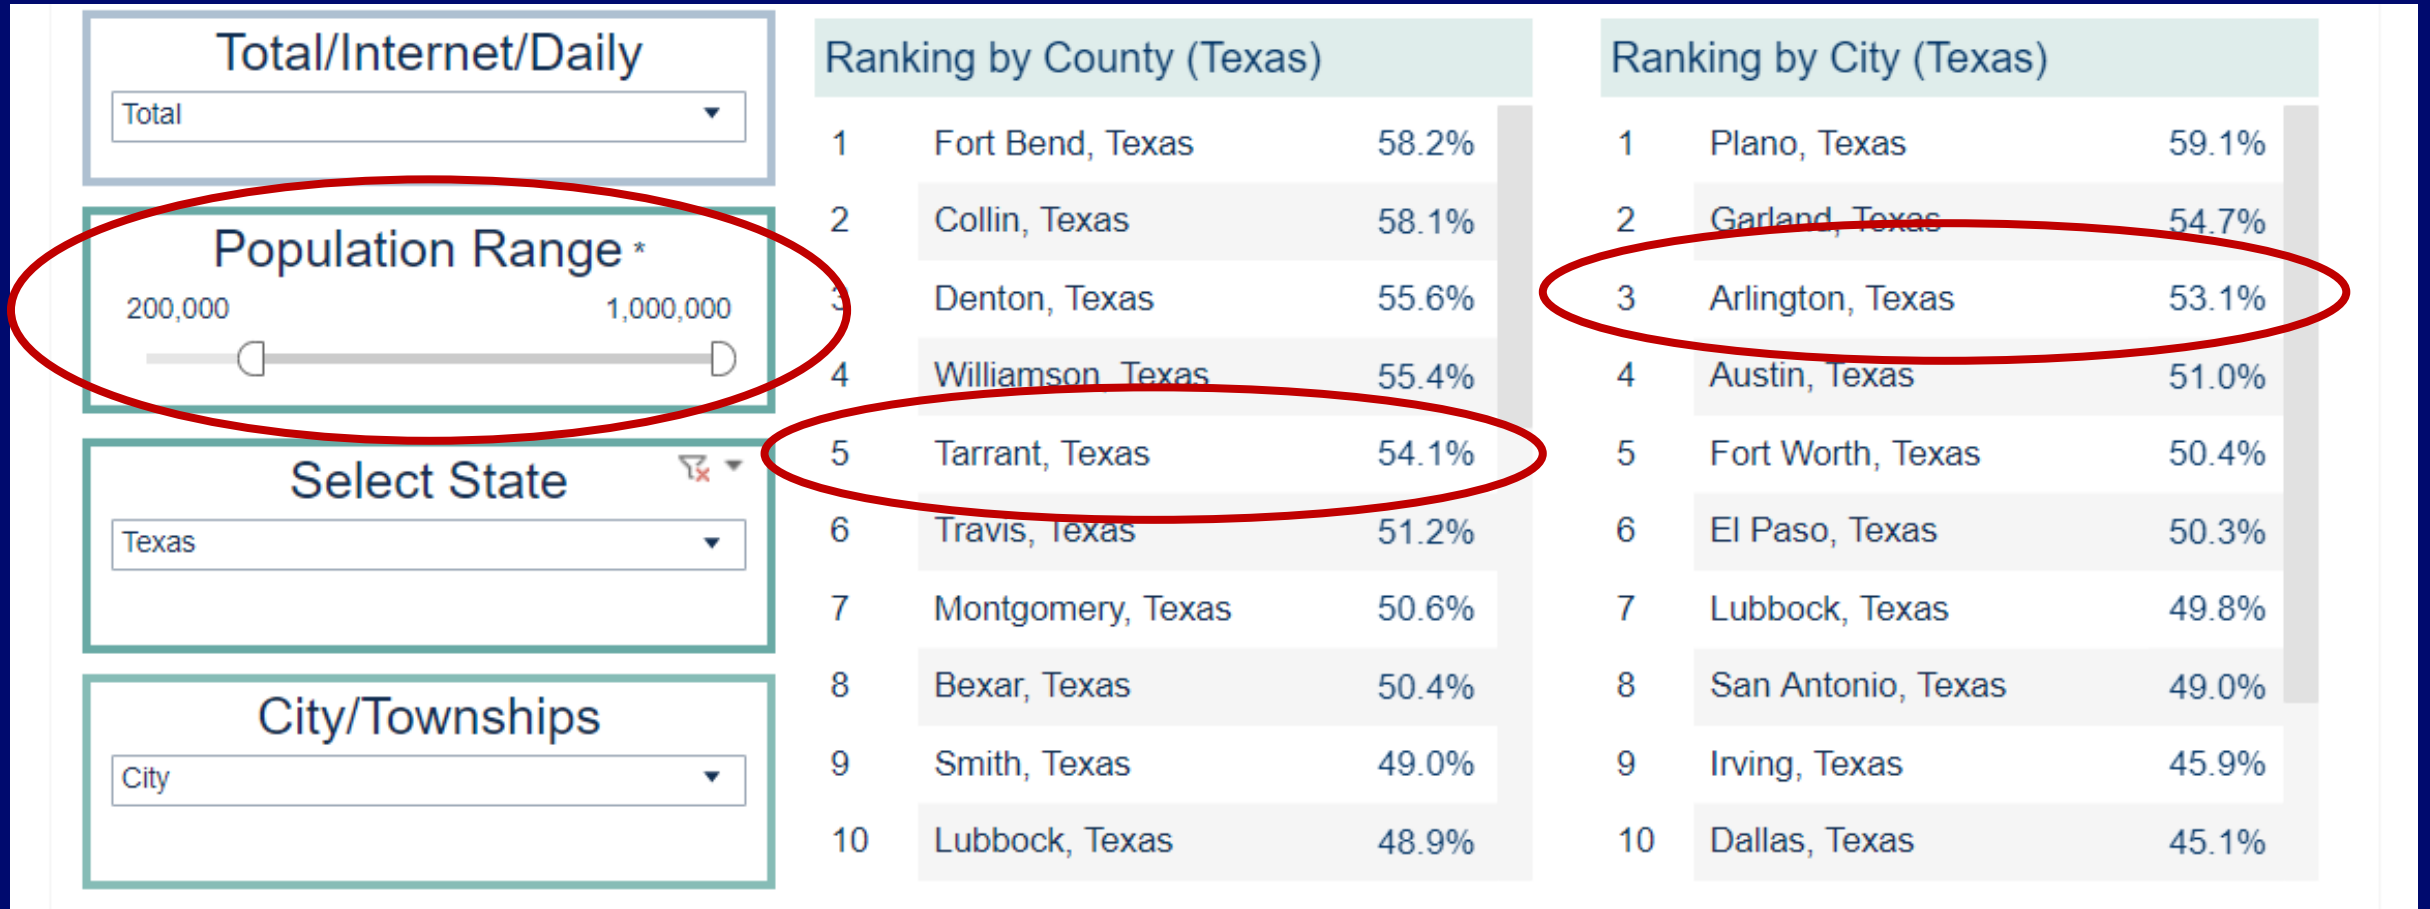 Total/Internet/Daily
Total
Population Range *
200,000 1,000,000
Select State
Texas
City/Townships
City
Ranking by County (Texas)
1 Fort Bend, Texas 58.2%
2 Collin, Texas 58.1%
3 Denton, Texas 55.6%
4 Williamson, Texas 55.4%
5 Tarrant, Texas 54.1%
6 Travis, Texas 51.2%
7 Montgomery, Texas 50.6%
8 Bexar, Texas 50.4%
9 Smith, Texas 49.0%
10 Lubbock, Texas 48.9%
Ranking by City (Texas)
1 Plano, Texas 59.1%
2 Garland, Texas 54.7%
3 Arlington, Texas 53.1%
4 Austin, Texas 51.0%
5 Fort Worth, Texas 50.4%
6 El Paso, Texas 50.3%
7 Lubbock, Texas 49.8%
8 San Antonio, Texas 49.0%
9 Irving, Texas 45.9%
10 Dallas, Texas 45.1%